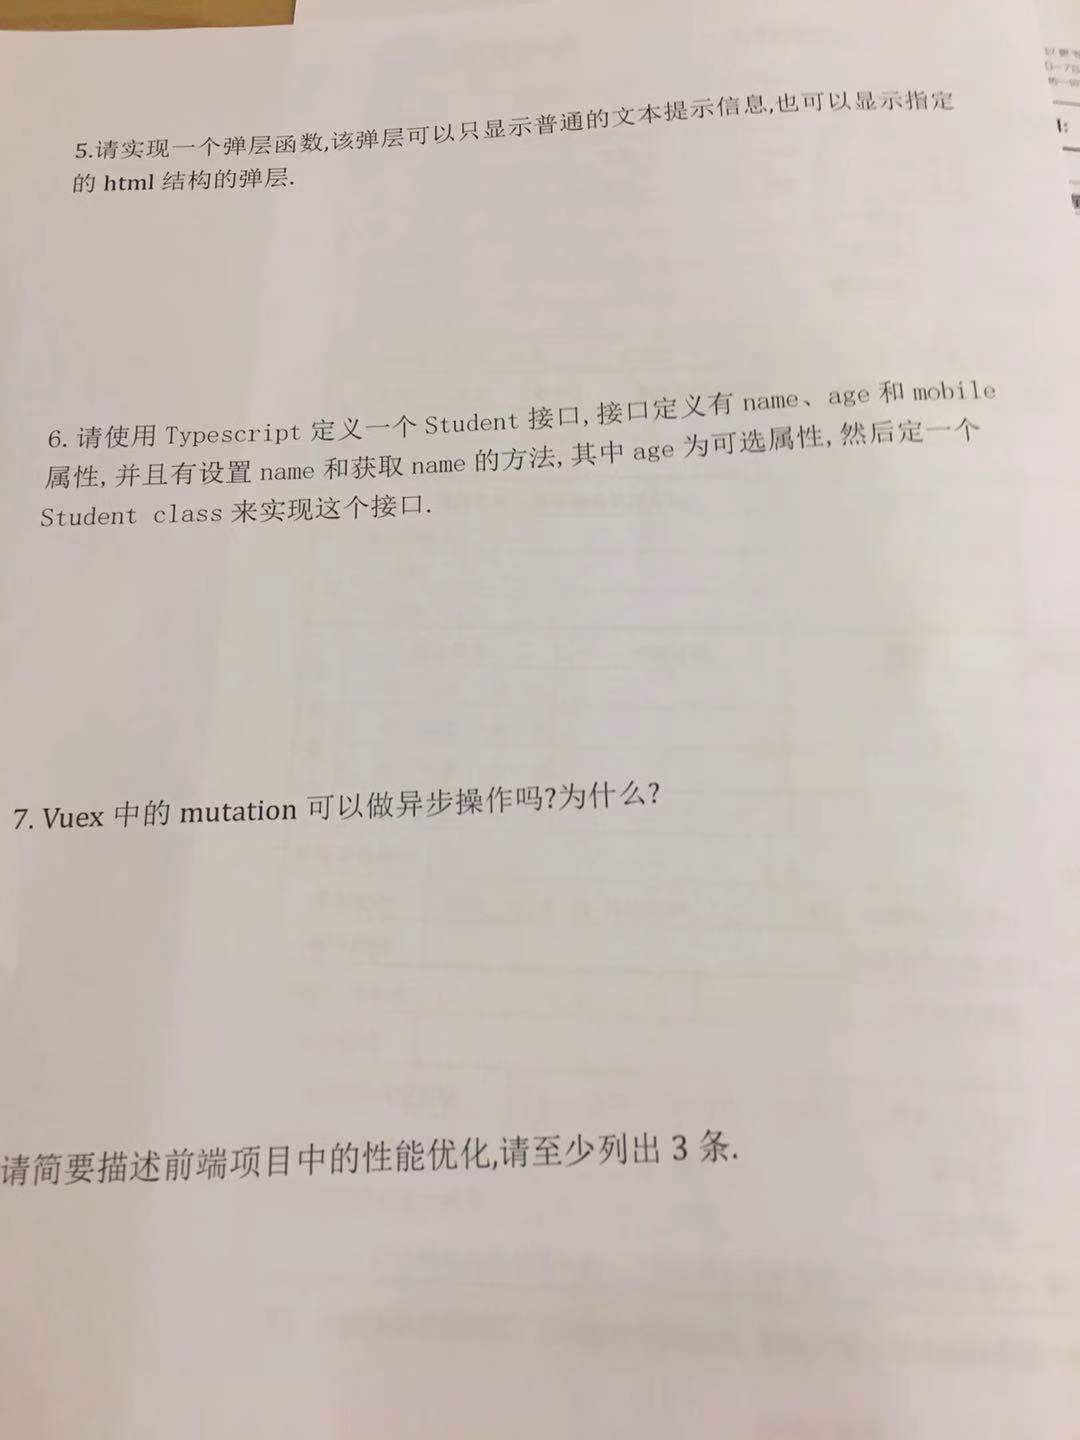 5.请实现一个弹层函数,该弹层可以只显示普通的文本提示信息,也可以显示指定
的 html 结构的弹层.
6. 请使用 Typescript 定义一个 Student 接口, 接口定义有 name、age 和 mobile
属性, 并且有设置 name 和获取 name 的方法, 其中 age 为可选属性, 然后定一个
Student class 来实现这个接口.
7. Vuex 中的 mutation 可以做异步操作吗?为什么?
请简要描述前端项目中的性能优化,请至少列出 3 条.